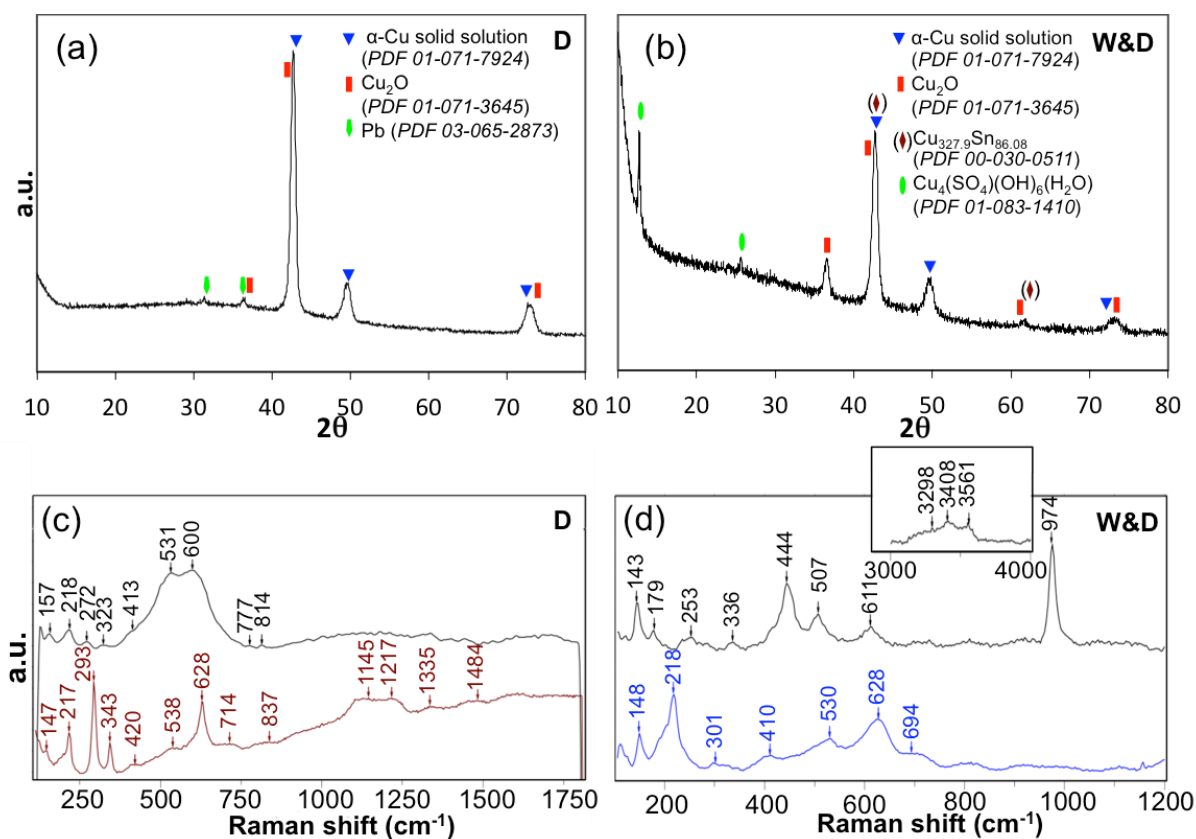 (a)
D
α-Cu solid solution
(PDF 01-071-7924)
Cu₂O
(PDF 01-071-3645)
Pb (PDF 03-065-2873)
a.u.
10 20 30 40 50 60 70 80
2θ
(b)
W&D
α-Cu solid solution
(PDF 01-071-7924)
Cu₂O
(PDF 01-071-3645)
( )
( )Cu₃₂₇.₉Sn₈₆.₀₈
(PDF 00-030-0511)
Cu₄(SO₄)(OH)₆(H₂O)
(PDF 01-083-1410)
( )
10 20 30 40 50 60 70 80
2θ
(c)
D
157 218 272 323 413 531 600 777 814
147 217 293 343 420 538 628 714 837 1145 1217 1335 1484
a.u.
250 500 750 1000 1250 1500 1750
Raman shift (cm⁻¹)
(d)
W&D
3298 3408 3561
3000 4000
143 179 253 336 444 507 611 974
148 218 301 410 530 628 694
200 400 600 800 1000 1200
Raman shift (cm⁻¹)